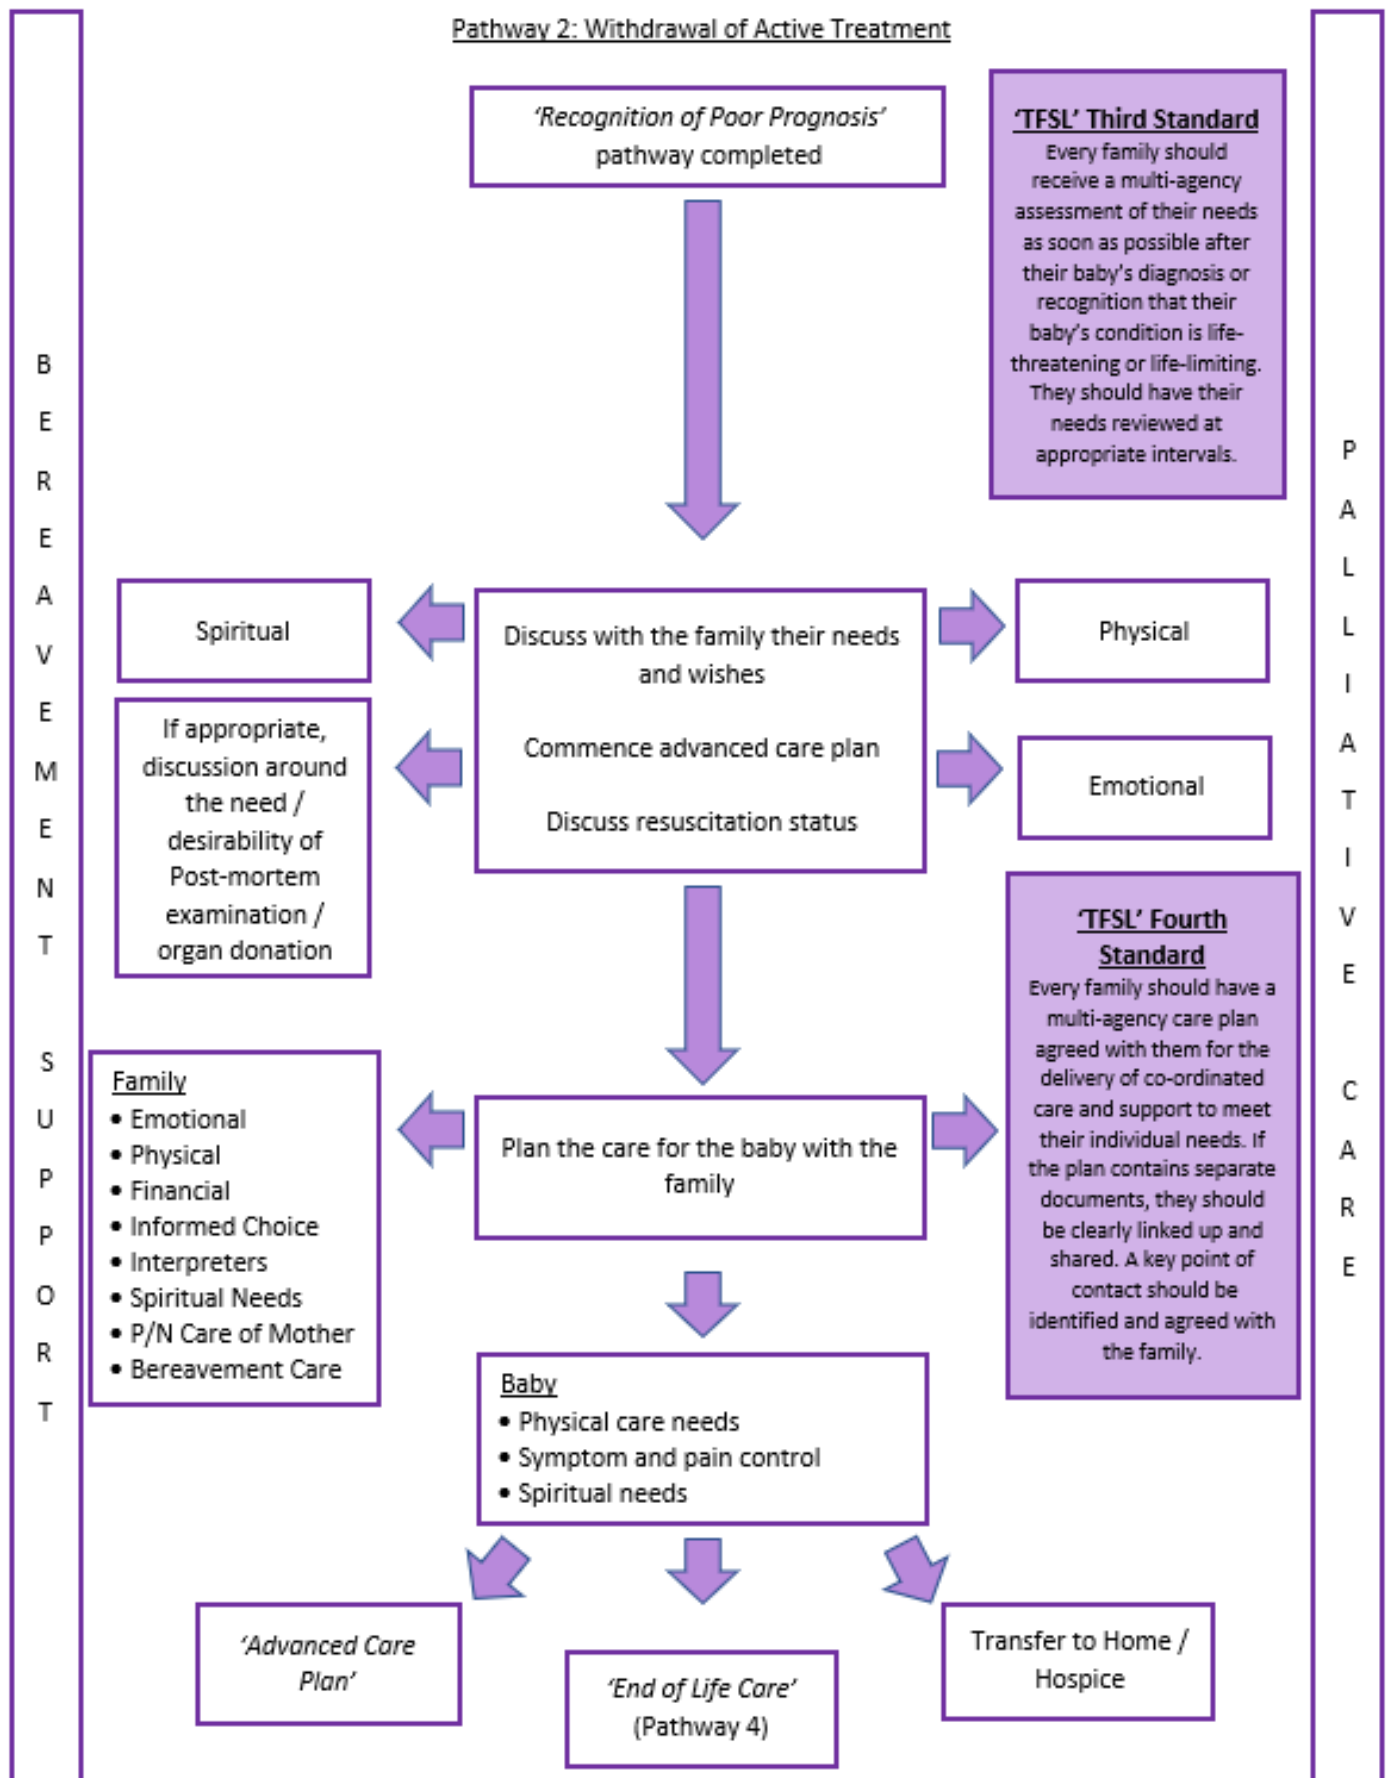 Pathway 2: Withdrawal of Active Treatment
‘Recognition of Poor Prognosis’
pathway completed
‘TFSL’ Third Standard
Every family should
receive a multi-agency
assessment of their needs
as soon as possible after
their baby’s diagnosis or
recognition that their
baby’s condition is life-
threatening or life-limiting.
They should have their
needs reviewed at
appropriate intervals.
Spiritual
Discuss with the family their needs
and wishes
Commence advanced care plan
Discuss resuscitation status
Physical
If appropriate,
discussion around
the need /
desirability of
Post-mortem
examination /
organ donation
Emotional
‘TFSL’ Fourth
Standard
Every family should have a
multi-agency care plan
agreed with them for the
delivery of co-ordinated
care and support to meet
their individual needs. If
the plan contains separate
documents, they should
be clearly linked up and
shared. A key point of
contact should be
identified and agreed with
the family.
Family
• Emotional
• Physical
• Financial
• Informed Choice
• Interpreters
• Spiritual Needs
• P/N Care of Mother
• Bereavement Care
Plan the care for the baby with the
family
Baby
• Physical care needs
• Symptom and pain control
• Spiritual needs
‘Advanced Care
Plan’
‘End of Life Care’
(Pathway 4)
Transfer to Home /
Hospice
BEREAVEMENT SUPPORT
PALLIATIVE CARE